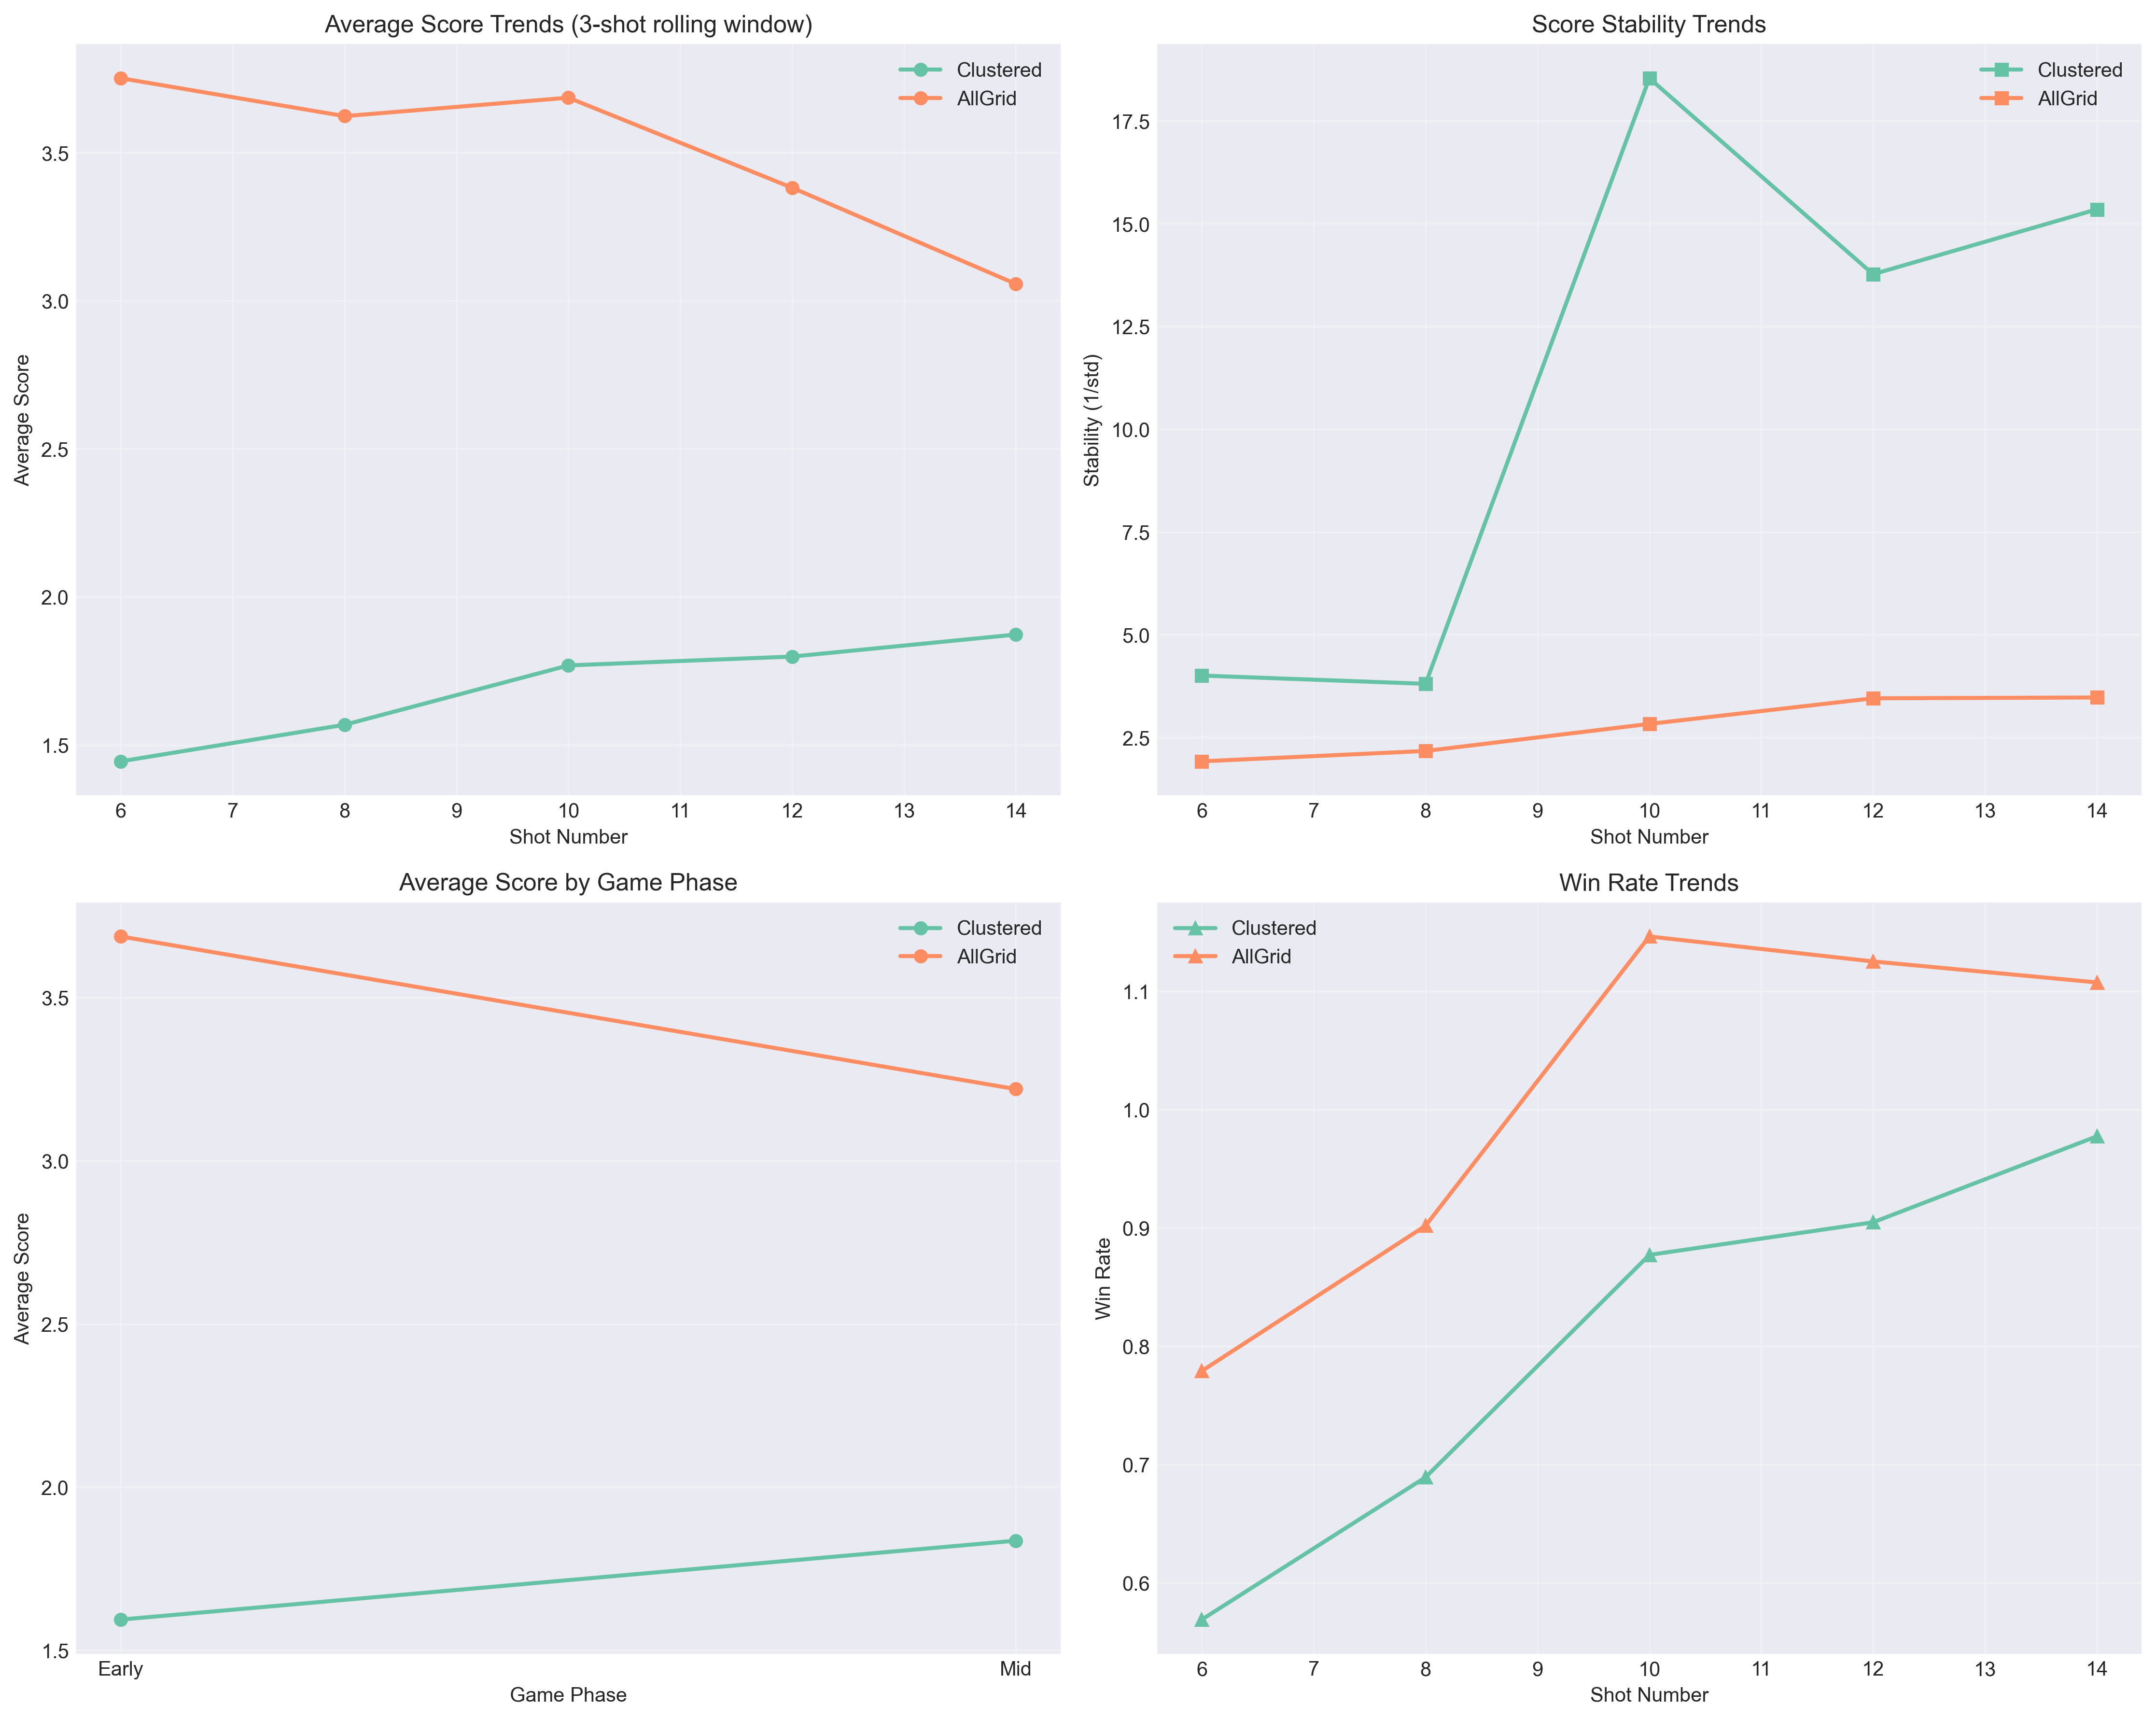 Average Score Trends (3-shot rolling window)
Clustered
AllGrid
3.5
3.0
2.5
2.0
1.5
Average Score
6 7 8 9 10 11 12 13 14
Shot Number
Score Stability Trends
Clustered
AllGrid
17.5
15.0
12.5
10.0
7.5
5.0
2.5
Stability (1/std)
6 7 8 9 10 11 12 13 14
Shot Number
Average Score by Game Phase
Clustered
AllGrid
3.5
3.0
2.5
2.0
1.5
Average Score
Early Mid
Game Phase
Win Rate Trends
Clustered
AllGrid
1.1
1.0
0.9
0.8
0.7
0.6
Win Rate
6 7 8 9 10 11 12 13 14
Shot Number